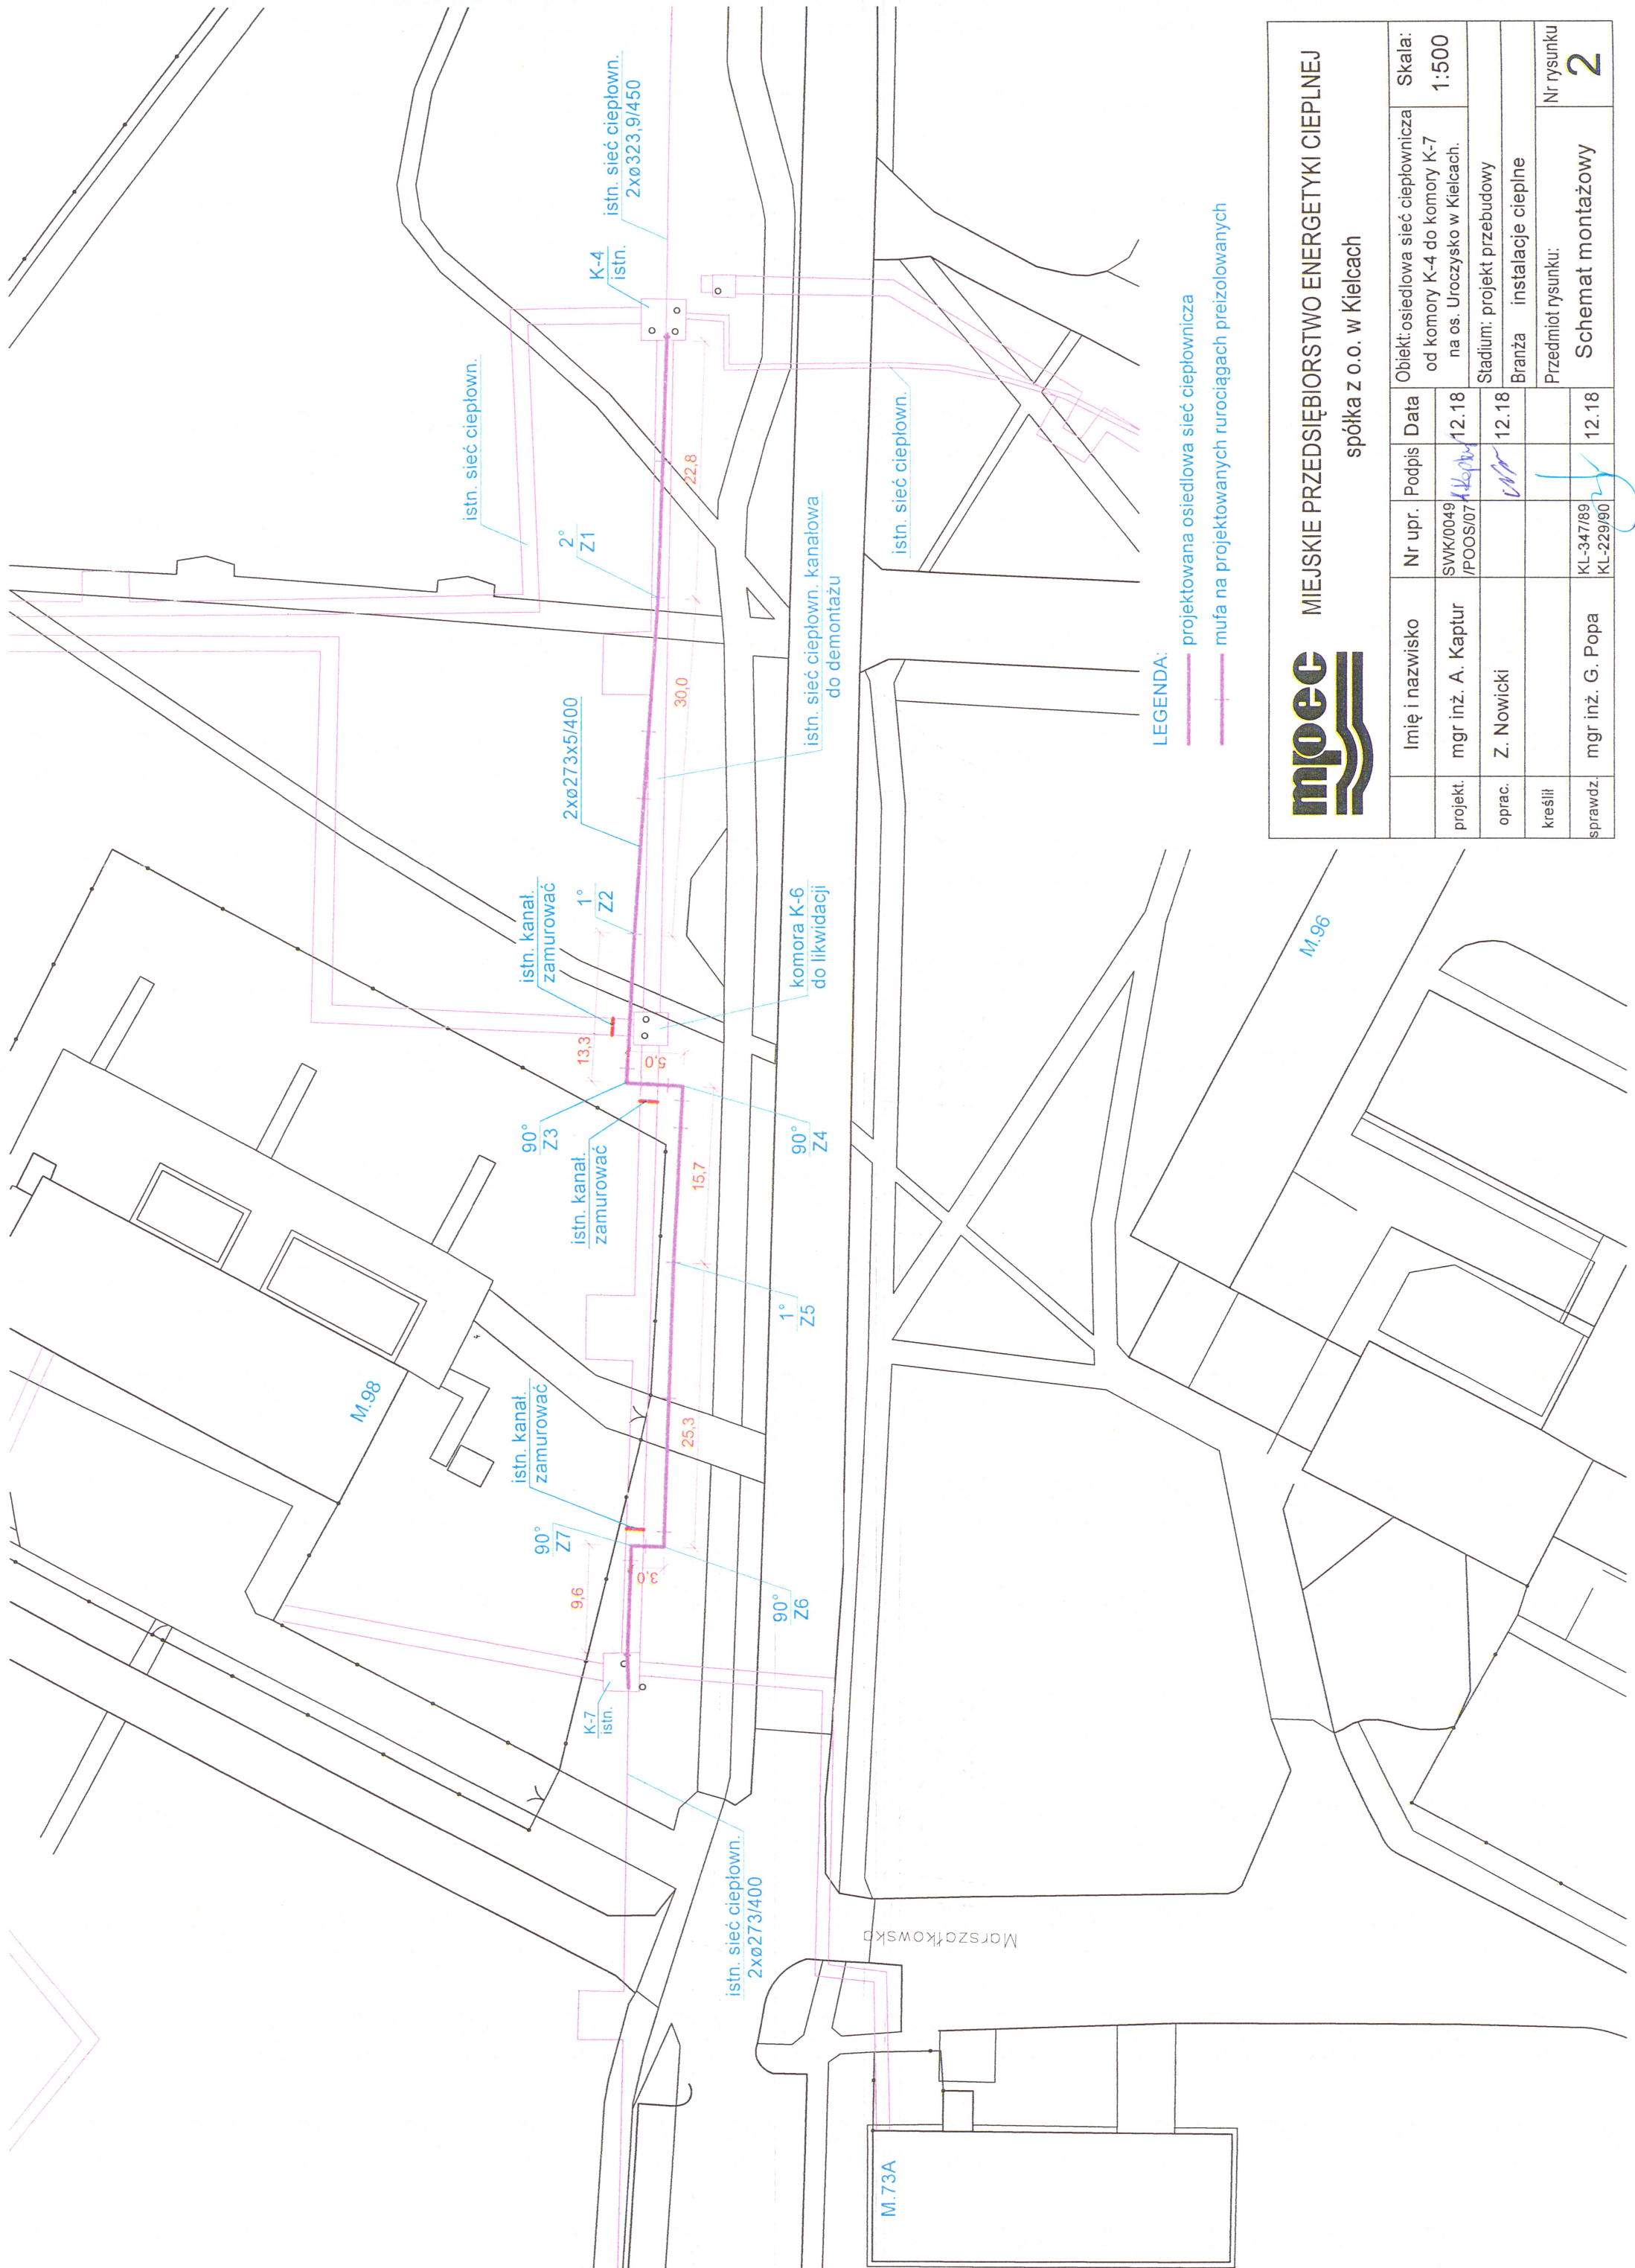 istn. sieć ciepłown.
2xø323,9/450
K-4
istn.
istn. sieć ciepłown.
2°
Z1
22,8
istn. sieć ciepłown.
2xø273x5/400
30,0
istn. sieć ciepłown. kanałowa
do demontażu
istn. kanał.
zamurować
1°
Z2
13,3
5,0
komora K-6
do likwidacji
90°
Z3
istn. kanał.
zamurować
90°
Z4
15,7
1°
Z5
M.98
istn. kanał.
zamurować
25,3
90°
Z7
9,6
3,0
90°
Z6
K-7
istn.
istn. sieć ciepłown.
2xø273/400
Marszałkowska
M.73A
M.96
LEGENDA:
projektowana osiedlowa sieć ciepłownicza
mufa na projektowanych rurociągach preizolowanych
mpec
MIEJSKIE PRZEDSIĘBIORSTWO ENERGETYKI CIEPLNEJ
spółka z o.o. w Kielcach
Imię i nazwisko Nr upr. Podpis Data
projekt. mgr inż. A. Kaptur SWK/0049 /POOS/07 A.Kaptur 12.18
oprac. Z. Nowicki 12.18
kreślił
sprawdz. mgr inż. G. Popa KL-347/89 KL-229/90 12.18
Obiekt: osiedlowa sieć ciepłownicza
od komory K-4 do komory K-7
na os. Uroczysko w Kielcach.
Skala:
1:500
Stadium: projekt przebudowy
Branża instalacje cieplne
Przedmiot rysunku:
Schemat montażowy
Nr rysunku
2